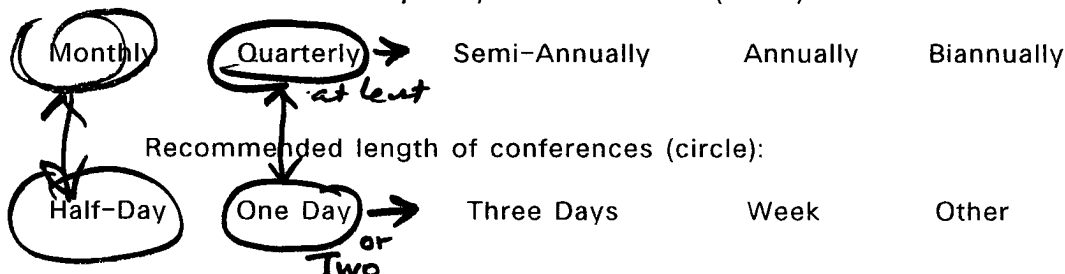 Monthly Quarterly Semi-Annually Annually Biannually
at least
Recommended length of conferences (circle):
Half-Day One Day Three Days Week Other
or
Two